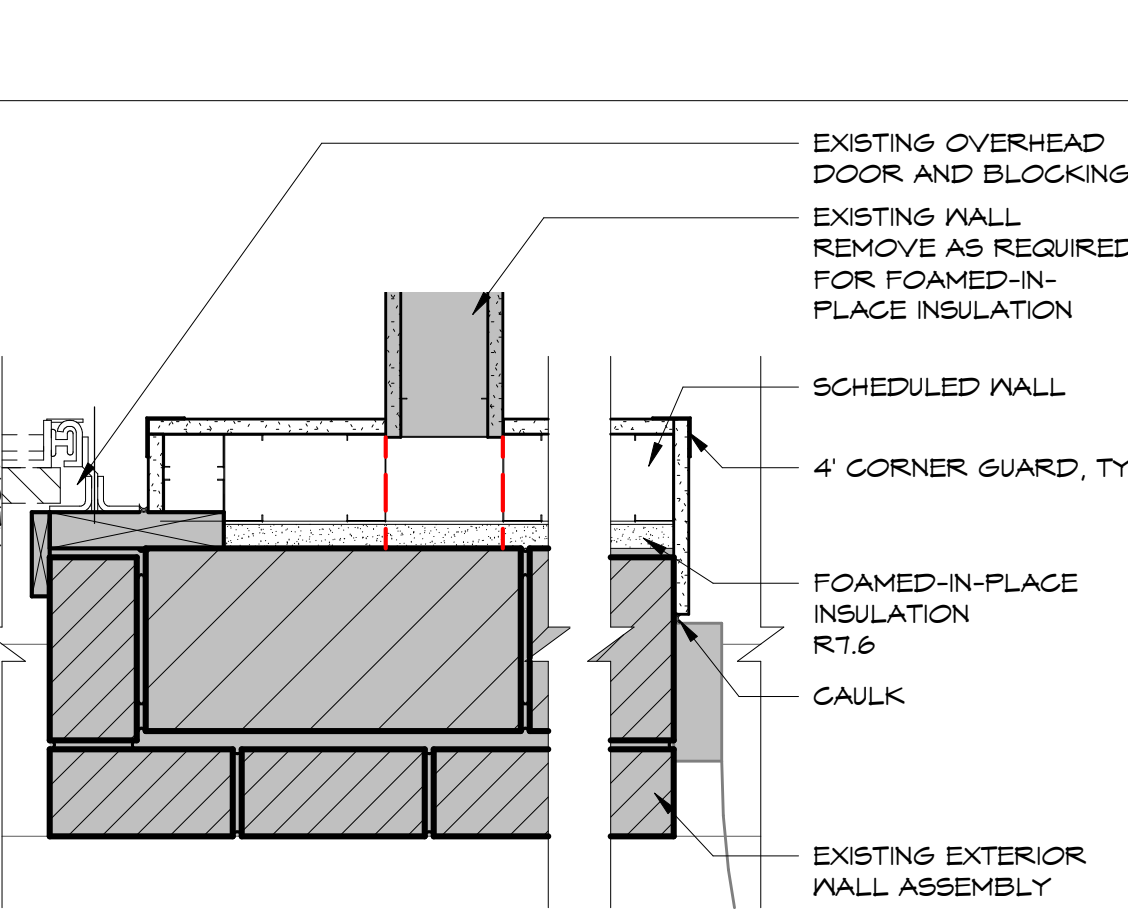 EXISTING OVERHEAD
DOOR AND BLOCKING
EXISTING WALL
REMOVE AS REQUIRED
FOR FOAMED-IN-
PLACE INSULATION
SCHEDULED WALL
4' CORNER GUARD, TY
FOAMED-IN-PLACE
INSULATION
R7.6
CAULK
EXISTING EXTERIOR
WALL ASSEMBLY